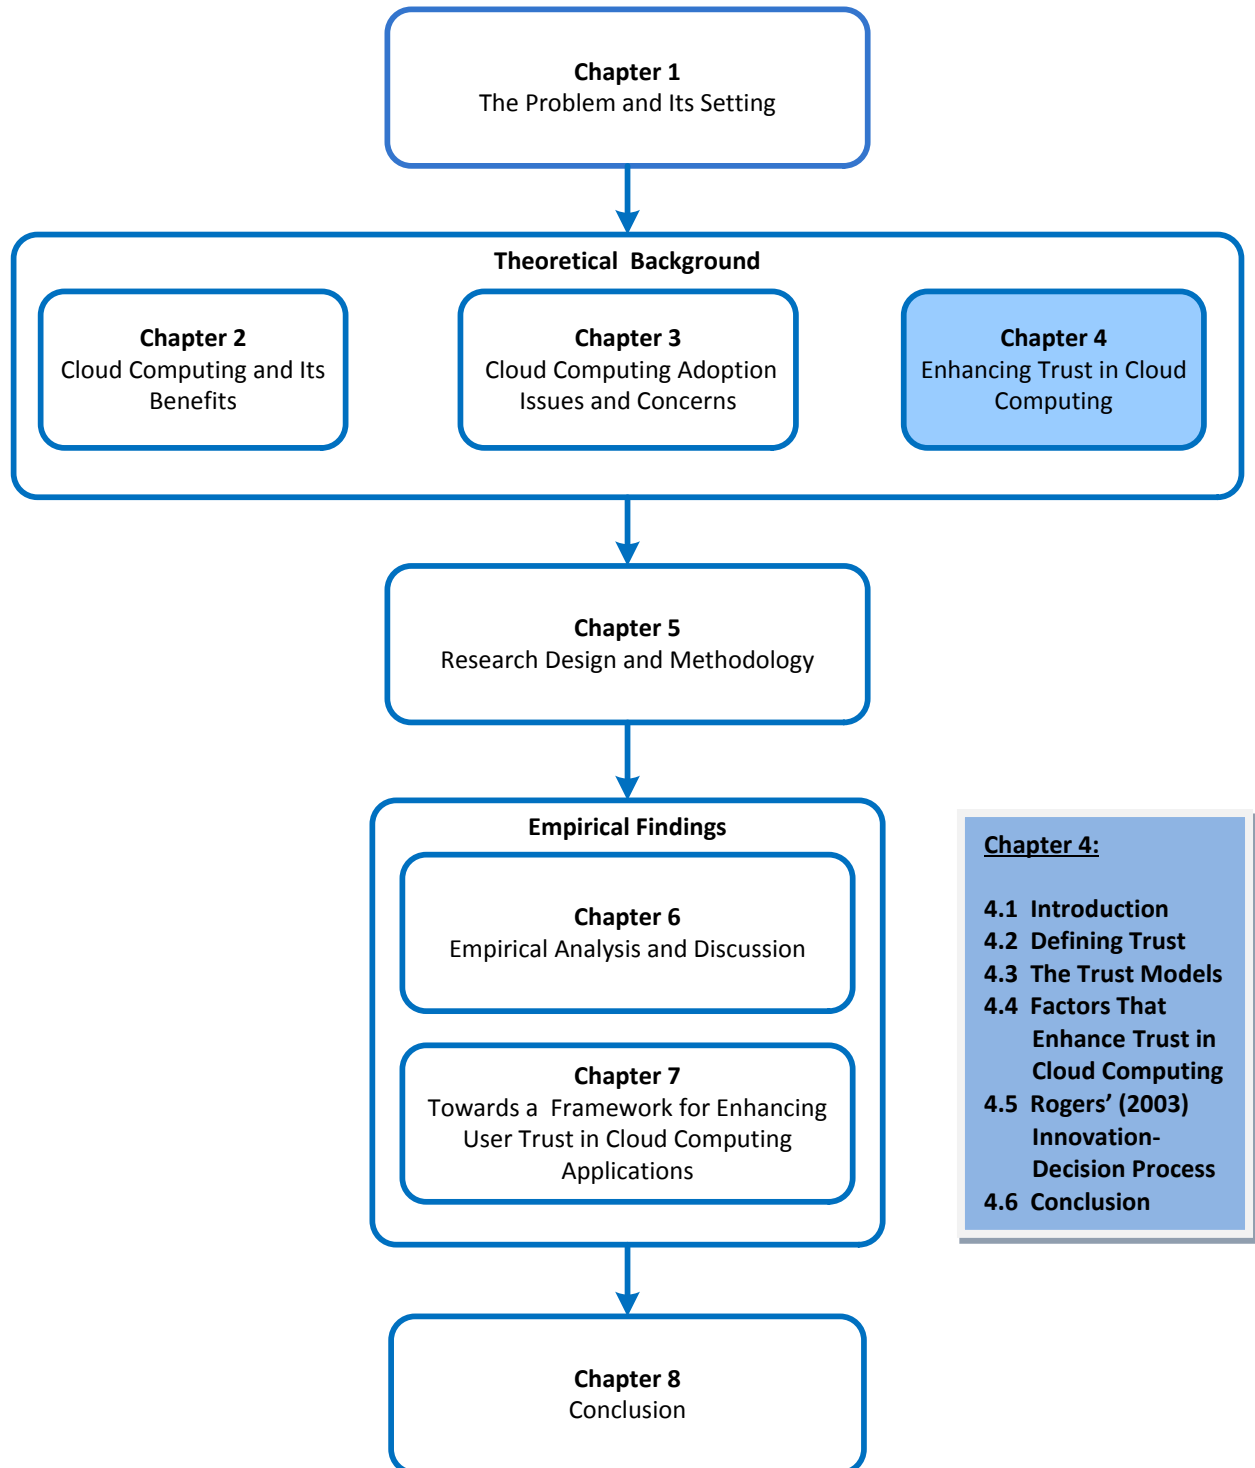 Chapter 1
The Problem and Its Setting
Theoretical Background
Chapter 2
Cloud Computing and Its
Benefits
Chapter 3
Cloud Computing Adoption
Issues and Concerns
Chapter 4
Enhancing Trust in Cloud
Computing
Chapter 5
Research Design and Methodology
Empirical Findings
Chapter 6
Empirical Analysis and Discussion
Chapter 7
Towards a Framework for Enhancing
User Trust in Cloud Computing
Applications
Chapter 4:
4.1 Introduction
4.2 Defining Trust
4.3 The Trust Models
4.4 Factors That
Enhance Trust in
Cloud Computing
4.5 Rogers’ (2003)
Innovation-
Decision Process
4.6 Conclusion
Chapter 8
Conclusion